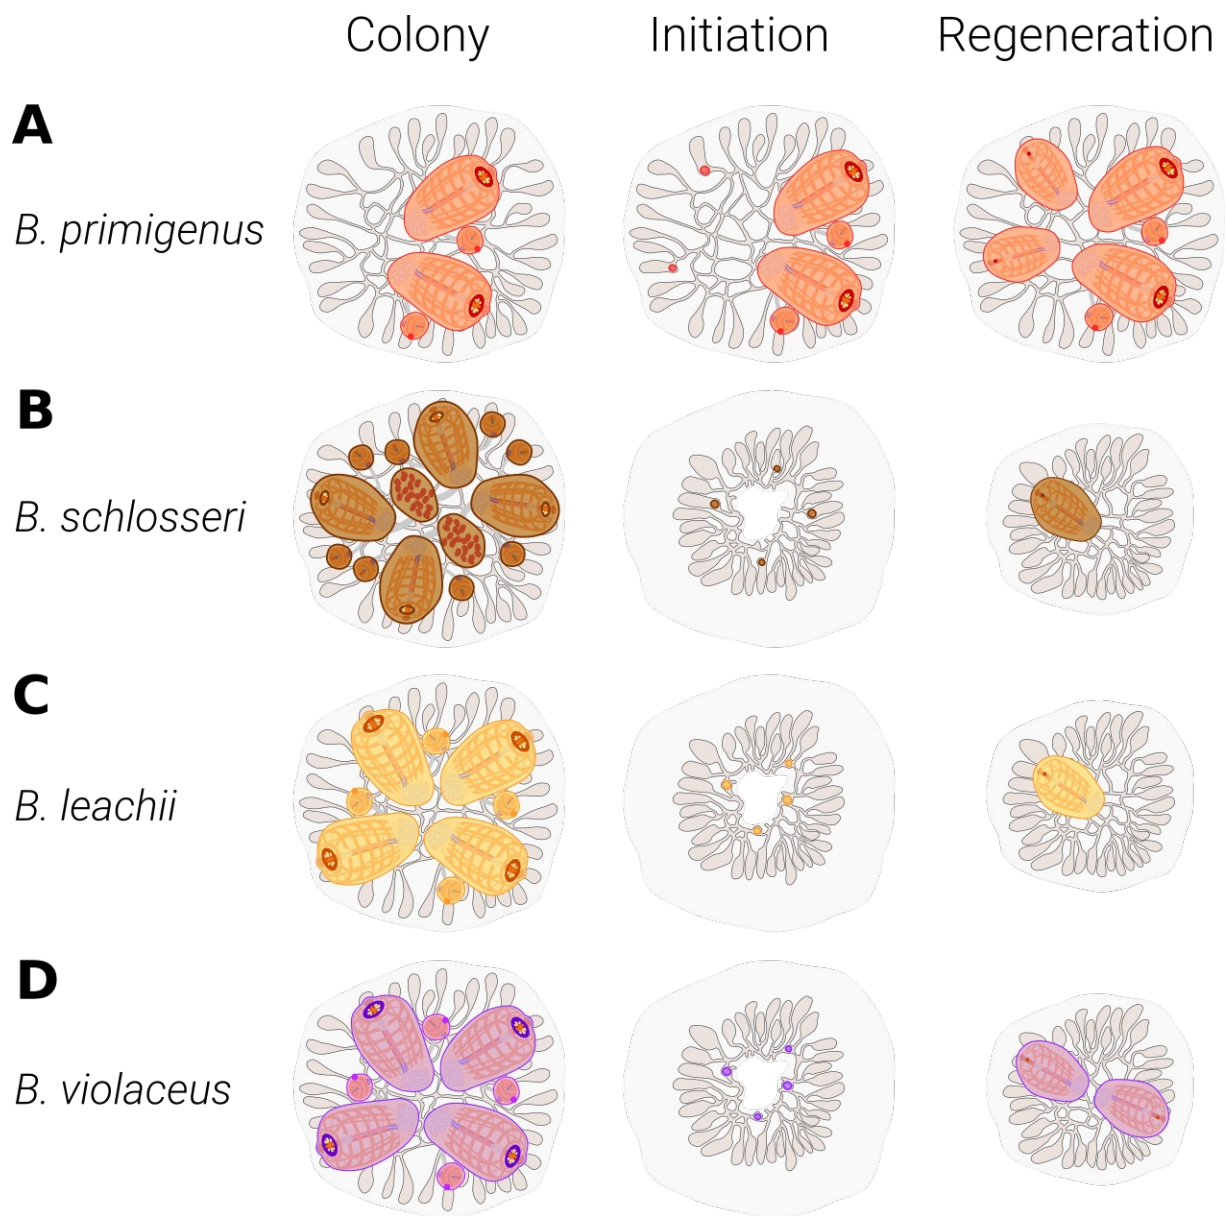 Colony Initiation Regeneration
A
B. primigenus
B
B. schlosseri
C
B. leachii
D
B. violaceus